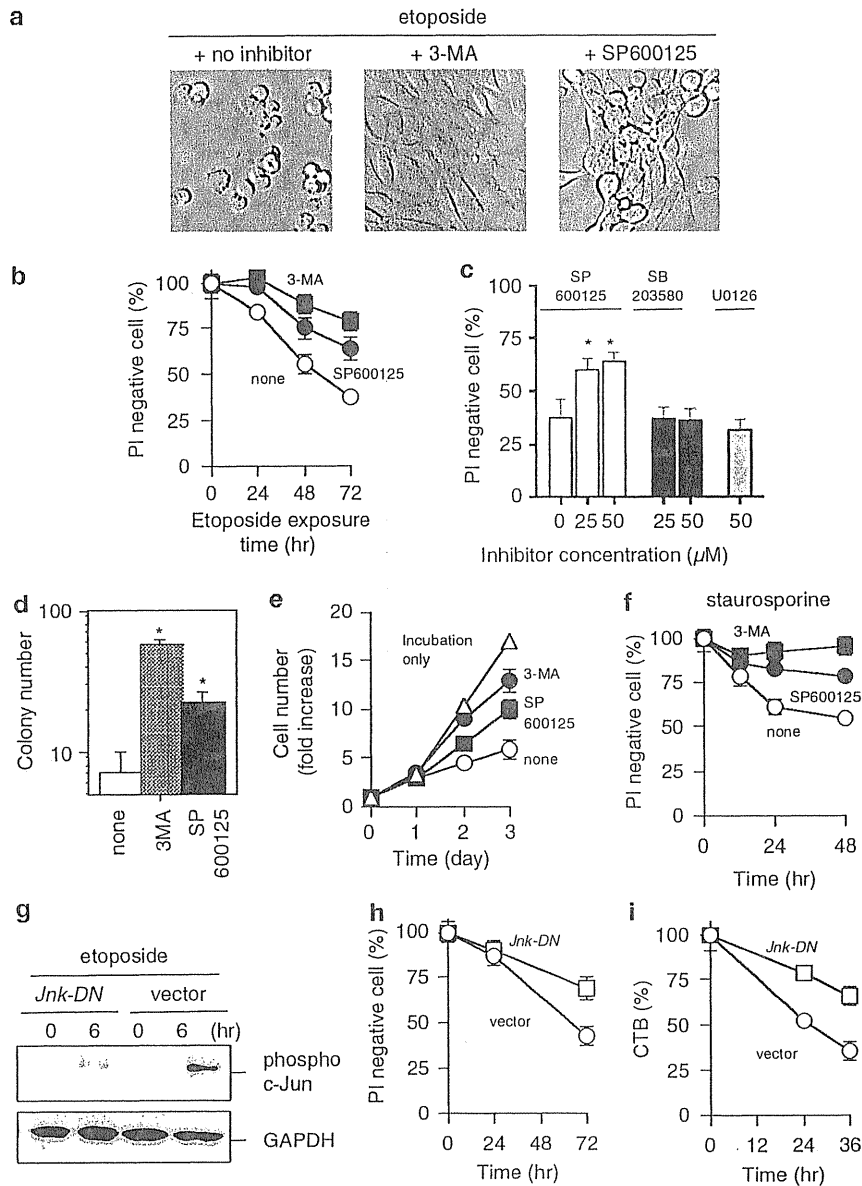 a
etoposide
+ no inhibitor
+ 3-MA
+ SP600125
b
PI negative cell (%)
100
75
50
25
0
3-MA
SP600125
none
0 24 48 72
Etoposide exposure
time (hr)
c
PI negative cell (%)
100
75
50
25
0
SP
600125
SB
203580
U0126
* *
0 25 50 25 50 50
Inhibitor concentration (µM)
d
Colony number
100
10
*
*
none
3MA
SP
600125
e
Cell number
(fold increase)
20
15
10
5
0
Incubation
only
3-MA
SP
600125
none
0 1 2 3
Time (day)
f
staurosporine
PI negative cell (%)
100
75
50
25
0
3-MA
SP600125
none
0 24 48
Time (hr)
g
etoposide
Jnk-DN vector
0 6 0 6 (hr)
phospho
c-Jun
GAPDH
h
PI negative cell (%)
100
75
50
25
0
Jnk-DN
vector
0 24 48 72
Time (hr)
i
CTB (%)
100
75
50
25
0
Jnk-DN
vector
0 12 24 36
Time (hr)